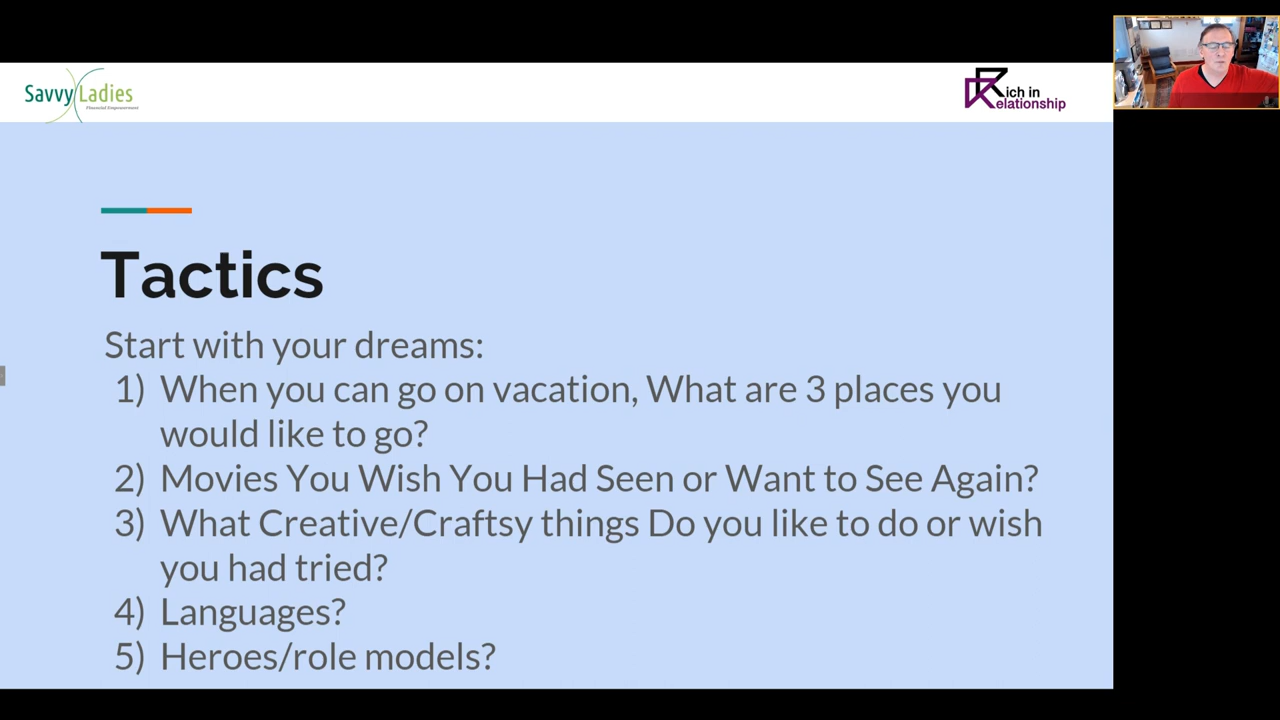 Savvy Ladies
Financial Empowerment
Rich in
Relationship
Tactics
Start with your dreams:
1) When you can go on vacation, What are 3 places you
would like to go?
2) Movies You Wish You Had Seen or Want to See Again?
3) What Creative/Craftsy things Do you like to do or wish
you had tried?
4) Languages?
5) Heroes/role models?